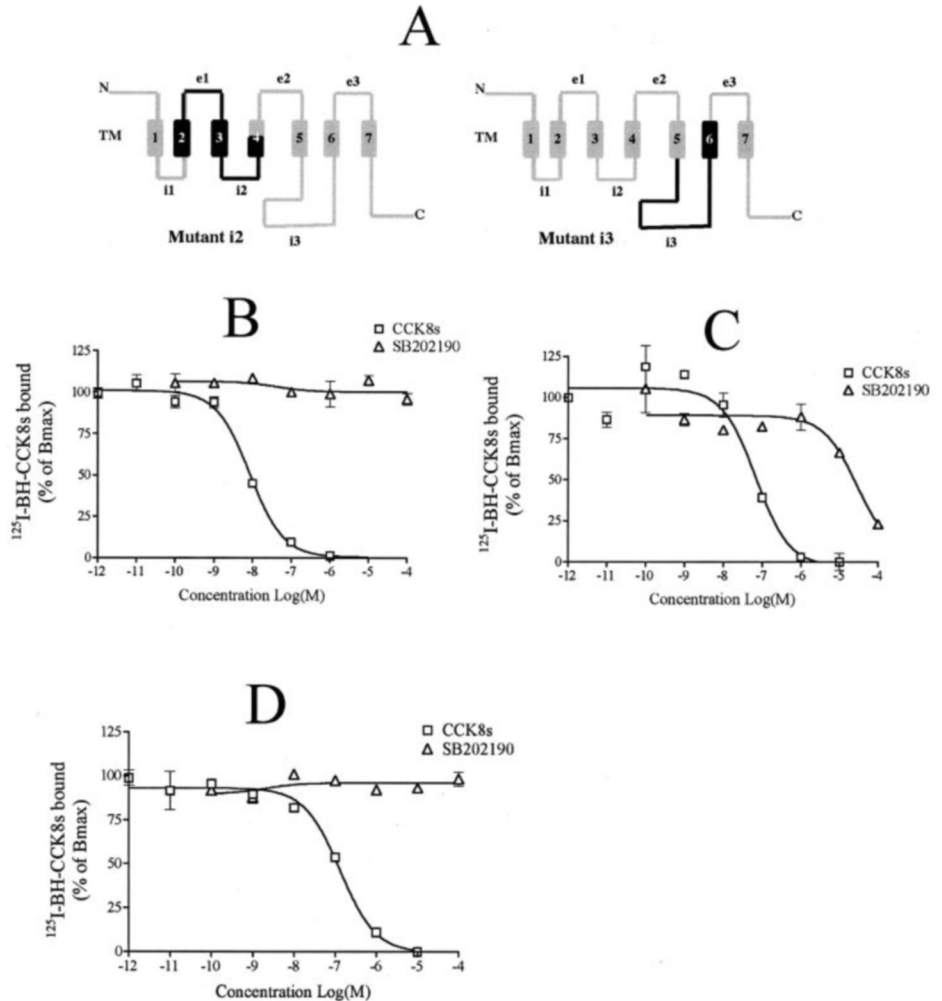 A
N
e1
e2
e3
TM
1
2
3
4
5
6
7
i1
i2
i3
C
Mutant i2
N
e1
e2
e3
TM
1
2
3
4
5
6
7
i1
i2
i3
C
Mutant i3
B
□ CCK8s
△ SB202190
125
100
75
50
25
0
-12 -11 -10 -9 -8 -7 -6 -5 -4
¹²⁵I-BH-CCK8s bound
(% of Bmax)
Concentration Log(M)
C
□ CCK8s
△ SB202190
125
100
75
50
25
0
-12 -11 -10 -9 -8 -7 -6 -5 -4
¹²⁵I-BH-CCK8s bound
(% of Bmax)
Concentration Log(M)
D
□ CCK8s
△ SB202190
125
100
75
50
25
0
-12 -11 -10 -9 -8 -7 -6 -5 -4
¹²⁵I-BH-CCK8s bound
(% of Bmax)
Concentration Log(M)